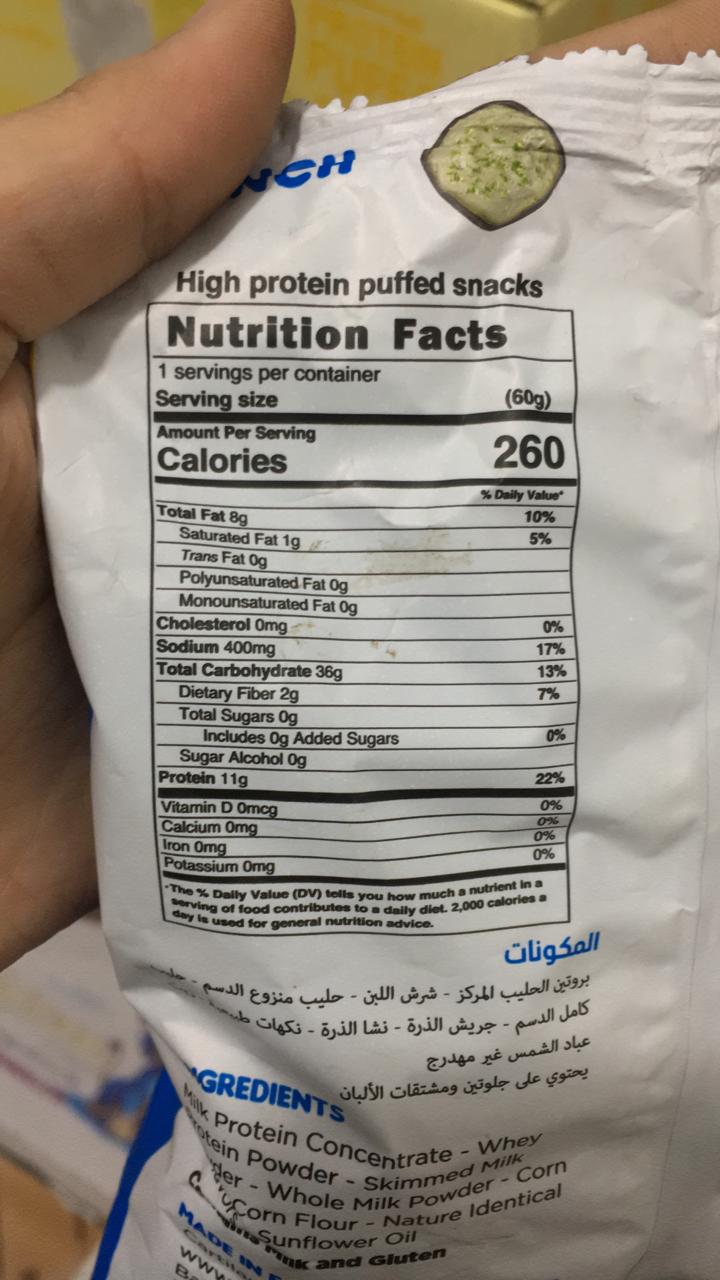 NCH
High protein puffed snacks
Nutrition Facts
1 servings per container
Serving size (60g)
Amount Per Serving
Calories 260
% Daily Value*
Total Fat 8g 10%
Saturated Fat 1g 5%
Trans Fat 0g
Polyunsaturated Fat 0g
Monounsaturated Fat 0g
Cholesterol 0mg 0%
Sodium 400mg 17%
Total Carbohydrate 36g 13%
Dietary Fiber 2g 7%
Total Sugars 0g
Includes 0g Added Sugars 0%
Sugar Alcohol 0g
Protein 11g 22%
Vitamin D 0mcg 0%
Calcium 0mg 0%
Iron 0mg 0%
Potassium 0mg 0%
*The % Daily Value (DV) tells you how much a nutrient in a
serving of food contributes to a daily diet. 2,000 calories a
day is used for general nutrition advice.
المكونات
بروتين الحليب المركز - شرش اللبن - حليب منزوع الدسم - حليب
كامل الدسم - جريش الذرة - نشا الذرة - نكهات
عباد الشمس غير مهدرج
يحتوي على جلوتين ومشتقات الألبان
GREDIENTS
Milk Protein Concentrate - Whey
otein Powder - Skimmed Milk
der - Whole Milk Powder - Corn
Corn Flour - Nature Identical
Sunflower Oil
Milk and Gluten
MADE IN E
www